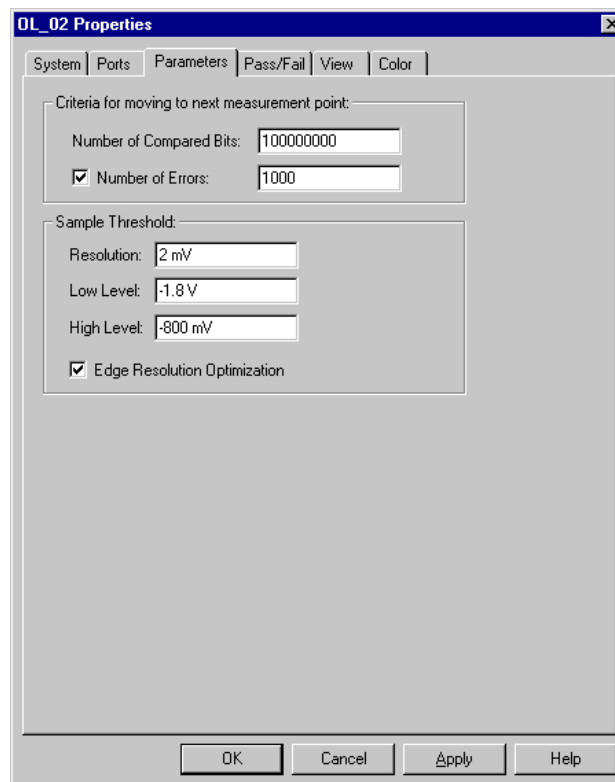 OL_02 Properties
System Ports Parameters Pass/Fail View Color
Criteria for moving to next measurement point:
Number of Compared Bits: 100000000
Number of Errors: 1000
Sample Threshold:
Resolution: 2 mV
Low Level: -1.8 V
High Level: -800 mV
Edge Resolution Optimization
OK Cancel Apply Help